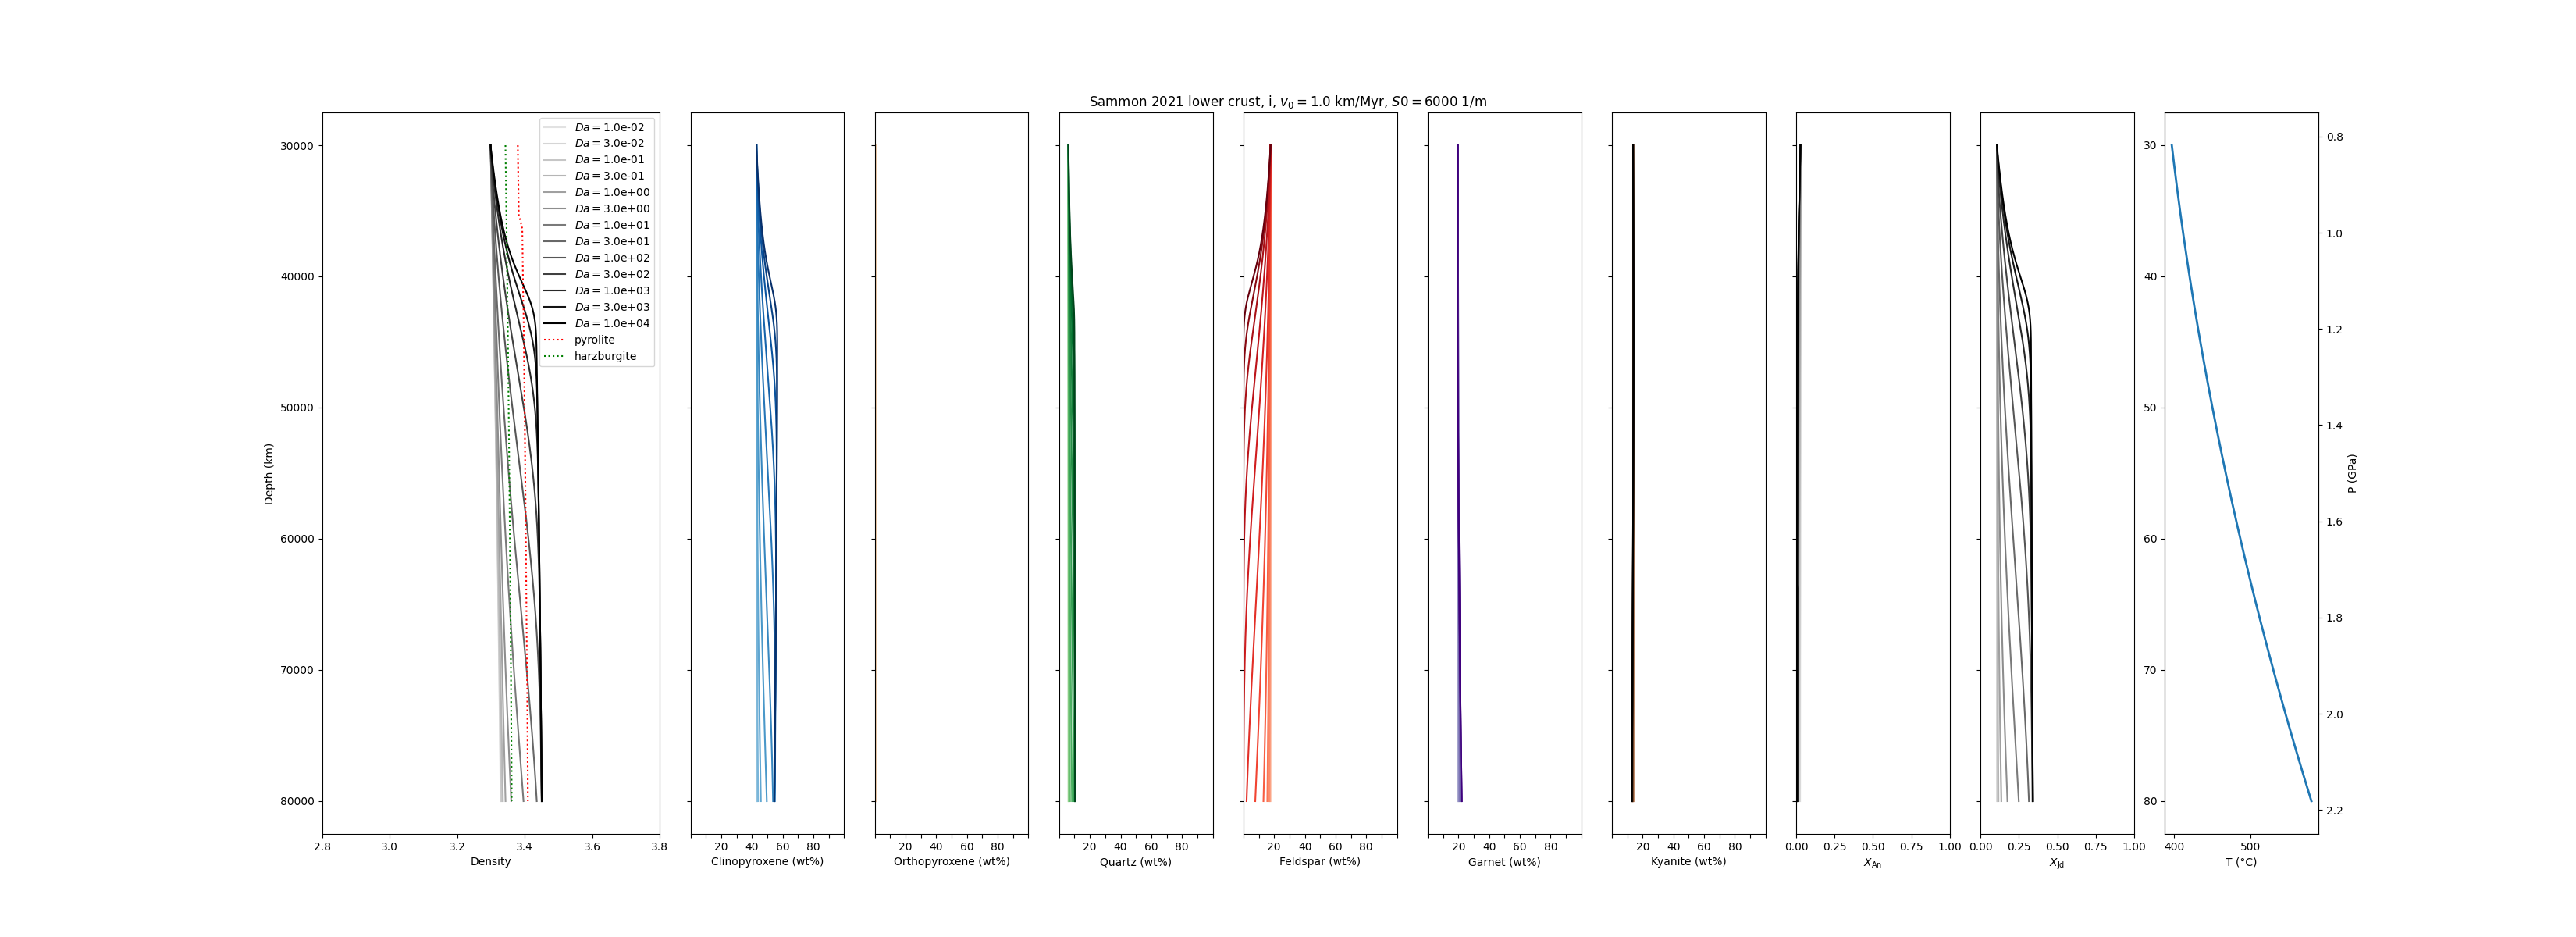 Sammon 2021 lower crust, i, v₀ = 1.0 km/Myr, S0 = 6000 1/m
Da = 1.0e-02
Da = 3.0e-02
Da = 1.0e-01
Da = 3.0e-01
Da = 1.0e+00
Da = 3.0e+00
Da = 1.0e+01
Da = 3.0e+01
Da = 1.0e+02
Da = 3.0e+02
Da = 1.0e+03
Da = 3.0e+03
Da = 1.0e+04
pyrolite
harzburgite
Depth (km)
30000
40000
50000
60000
70000
80000
2.8 3.0 3.2 3.4 3.6 3.8
Density
20 40 60 80
Clinopyroxene (wt%)
20 40 60 80
Orthopyroxene (wt%)
20 40 60 80
Quartz (wt%)
20 40 60 80
Feldspar (wt%)
20 40 60 80
Garnet (wt%)
20 40 60 80
Kyanite (wt%)
0.00 0.25 0.50 0.75 1.00
X_An
0.00 0.25 0.50 0.75 1.00
X_Jd
30
40
50
60
70
80
400 500
T (°C)
0.8
1.0
1.2
1.4
1.6
1.8
2.0
2.2
P (GPa)